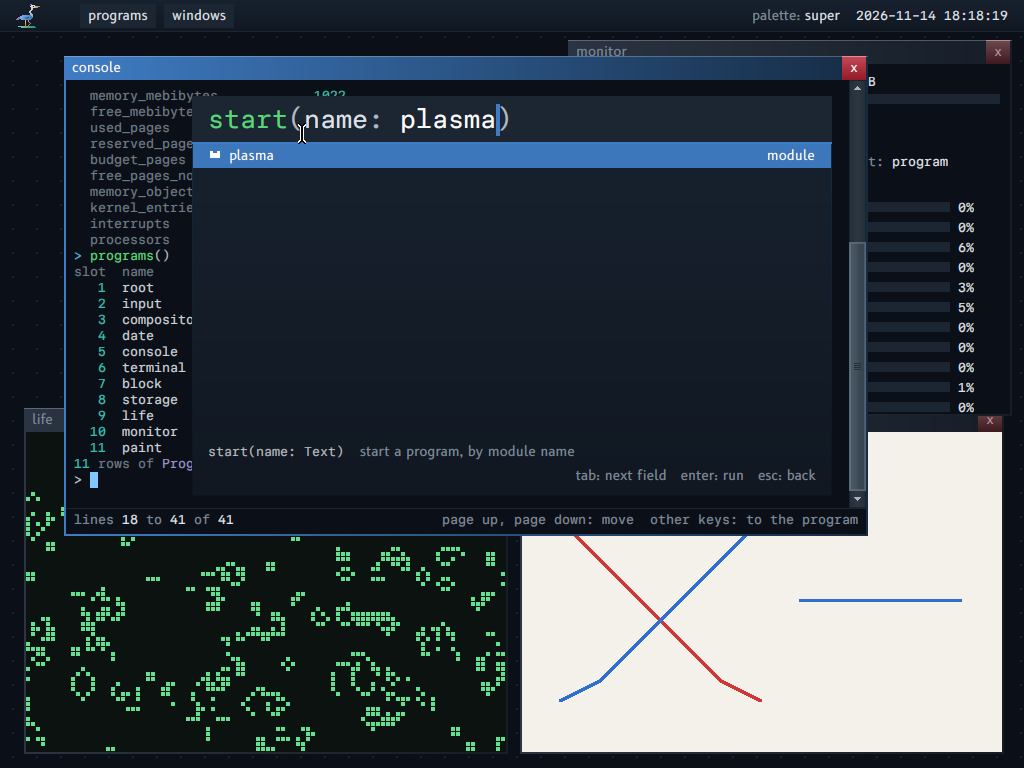 programs windows palette: super 2026-11-14 18:18:19
monitor x
console x
B
memory_mebibytes 1022
start(name: plasma)
free_mebibyte
used_pages
reserved_page
budget_pages
free_pages_no
memory_object
kernel_entrie
interrupts
processors
plasma module
t: program
> programs()
slot name
1 root
2 input
3 composito
4 date
5 console
6 terminal
7 block
8 storage
9 life
10 monitor
11 paint
11 rows of Prog
>
0%
0%
6%
0%
3%
5%
0%
0%
0%
1%
0%
start(name: Text) start a program, by module name
tab: next field enter: run esc: back
lines 18 to 41 of 41 page up, page down: move other keys: to the program
life
x